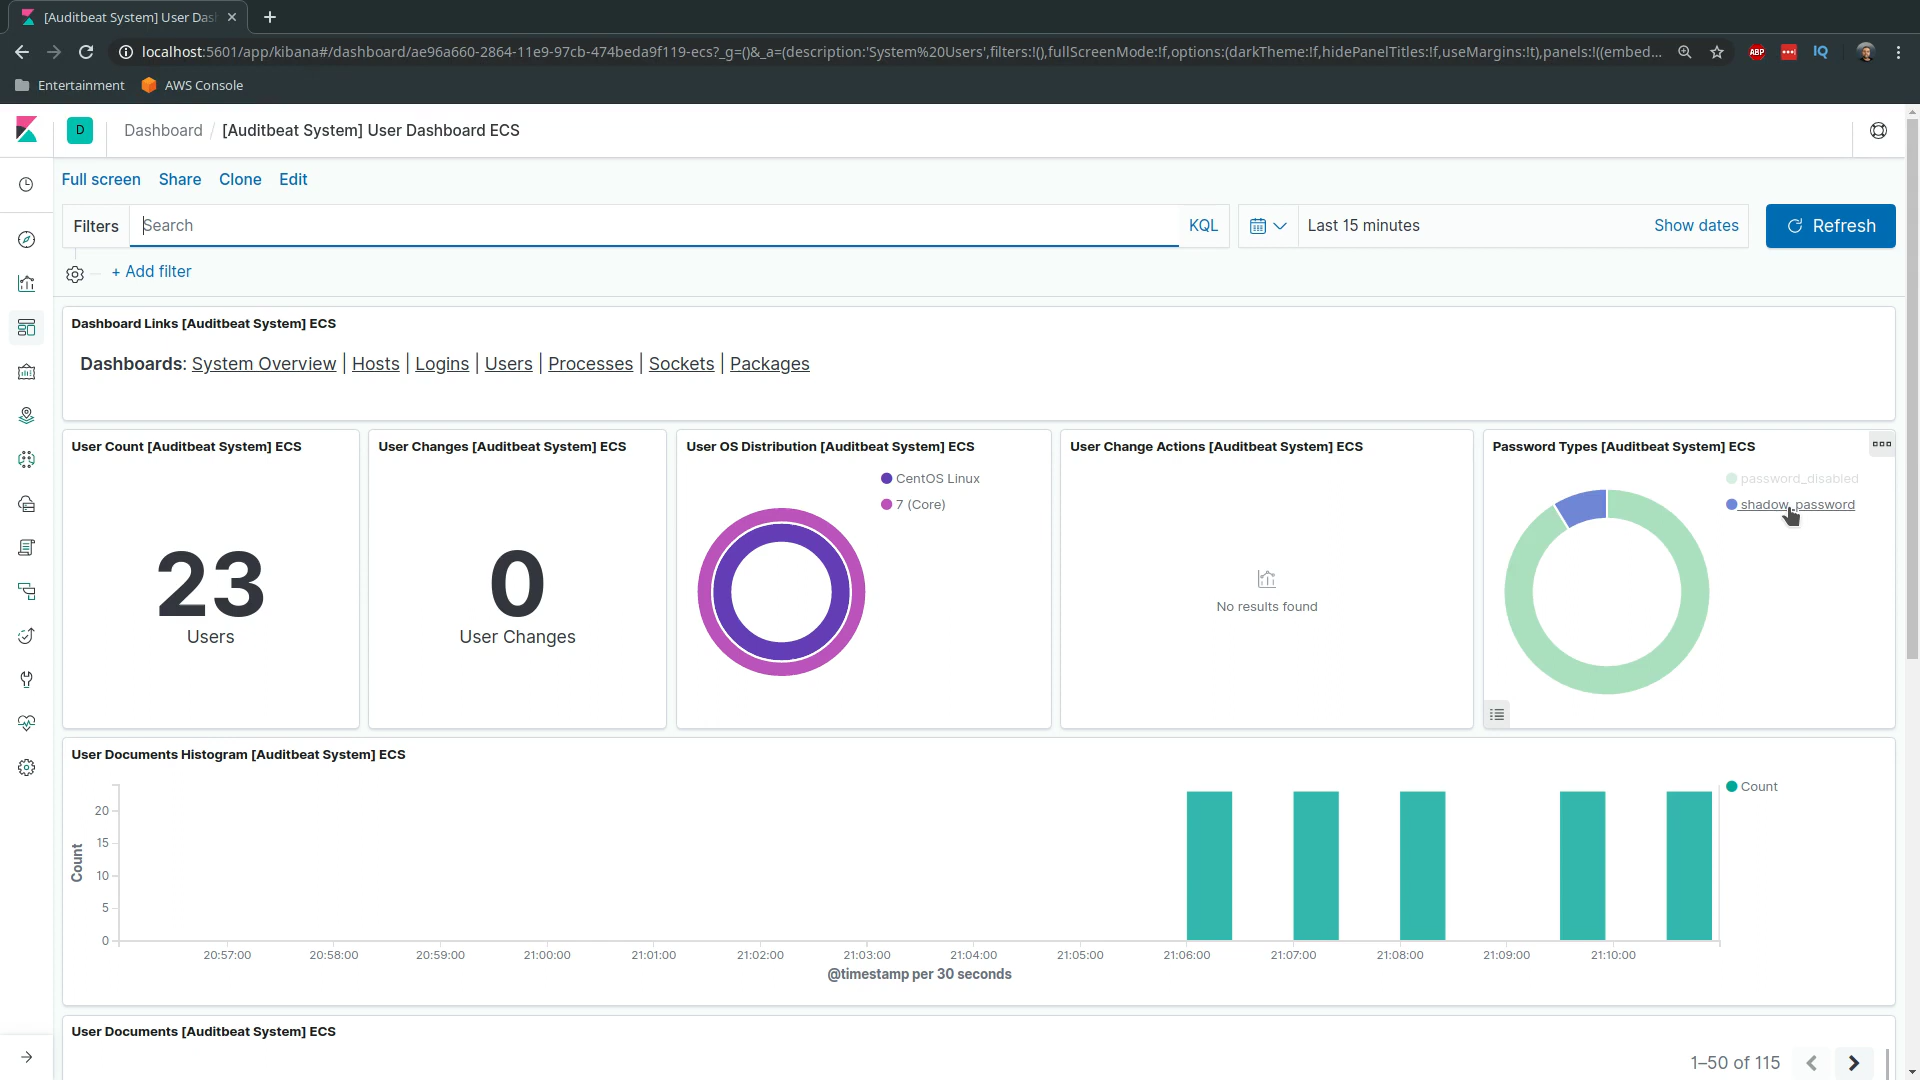 [Auditbeat System] User Das
localhost:5601/app/kibana#/dashboard/ae96a660-2864-11e9-97cb-474beda9f119-ecs?_g=()&_a=(description:'System%20Users',filters:!(),fullScreenMode:!f,options:(darkTheme:!f,hidePanelTitles:!f,useMargins:!t),panels:!((embed...
ABP
IQ
Entertainment
AWS Console
D
Dashboard / [Auditbeat System] User Dashboard ECS
Full screen Share Clone Edit
Filters Search KQL Last 15 minutes Show dates Refresh
+ Add filter
Dashboard Links [Auditbeat System] ECS
Dashboards: System Overview | Hosts | Logins | Users | Processes | Sockets | Packages
User Count [Auditbeat System] ECS
23
Users
User Changes [Auditbeat System] ECS
0
User Changes
User OS Distribution [Auditbeat System] ECS
CentOS Linux
7 (Core)
User Change Actions [Auditbeat System] ECS
No results found
Password Types [Auditbeat System] ECS
password_disabled
shadow_password
User Documents Histogram [Auditbeat System] ECS
Count
20
15
10
5
0
Count
20:57:00 20:58:00 20:59:00 21:00:00 21:01:00 21:02:00 21:03:00 21:04:00 21:05:00 21:06:00 21:07:00 21:08:00 21:09:00 21:10:00
@timestamp per 30 seconds
User Documents [Auditbeat System] ECS
1–50 of 115